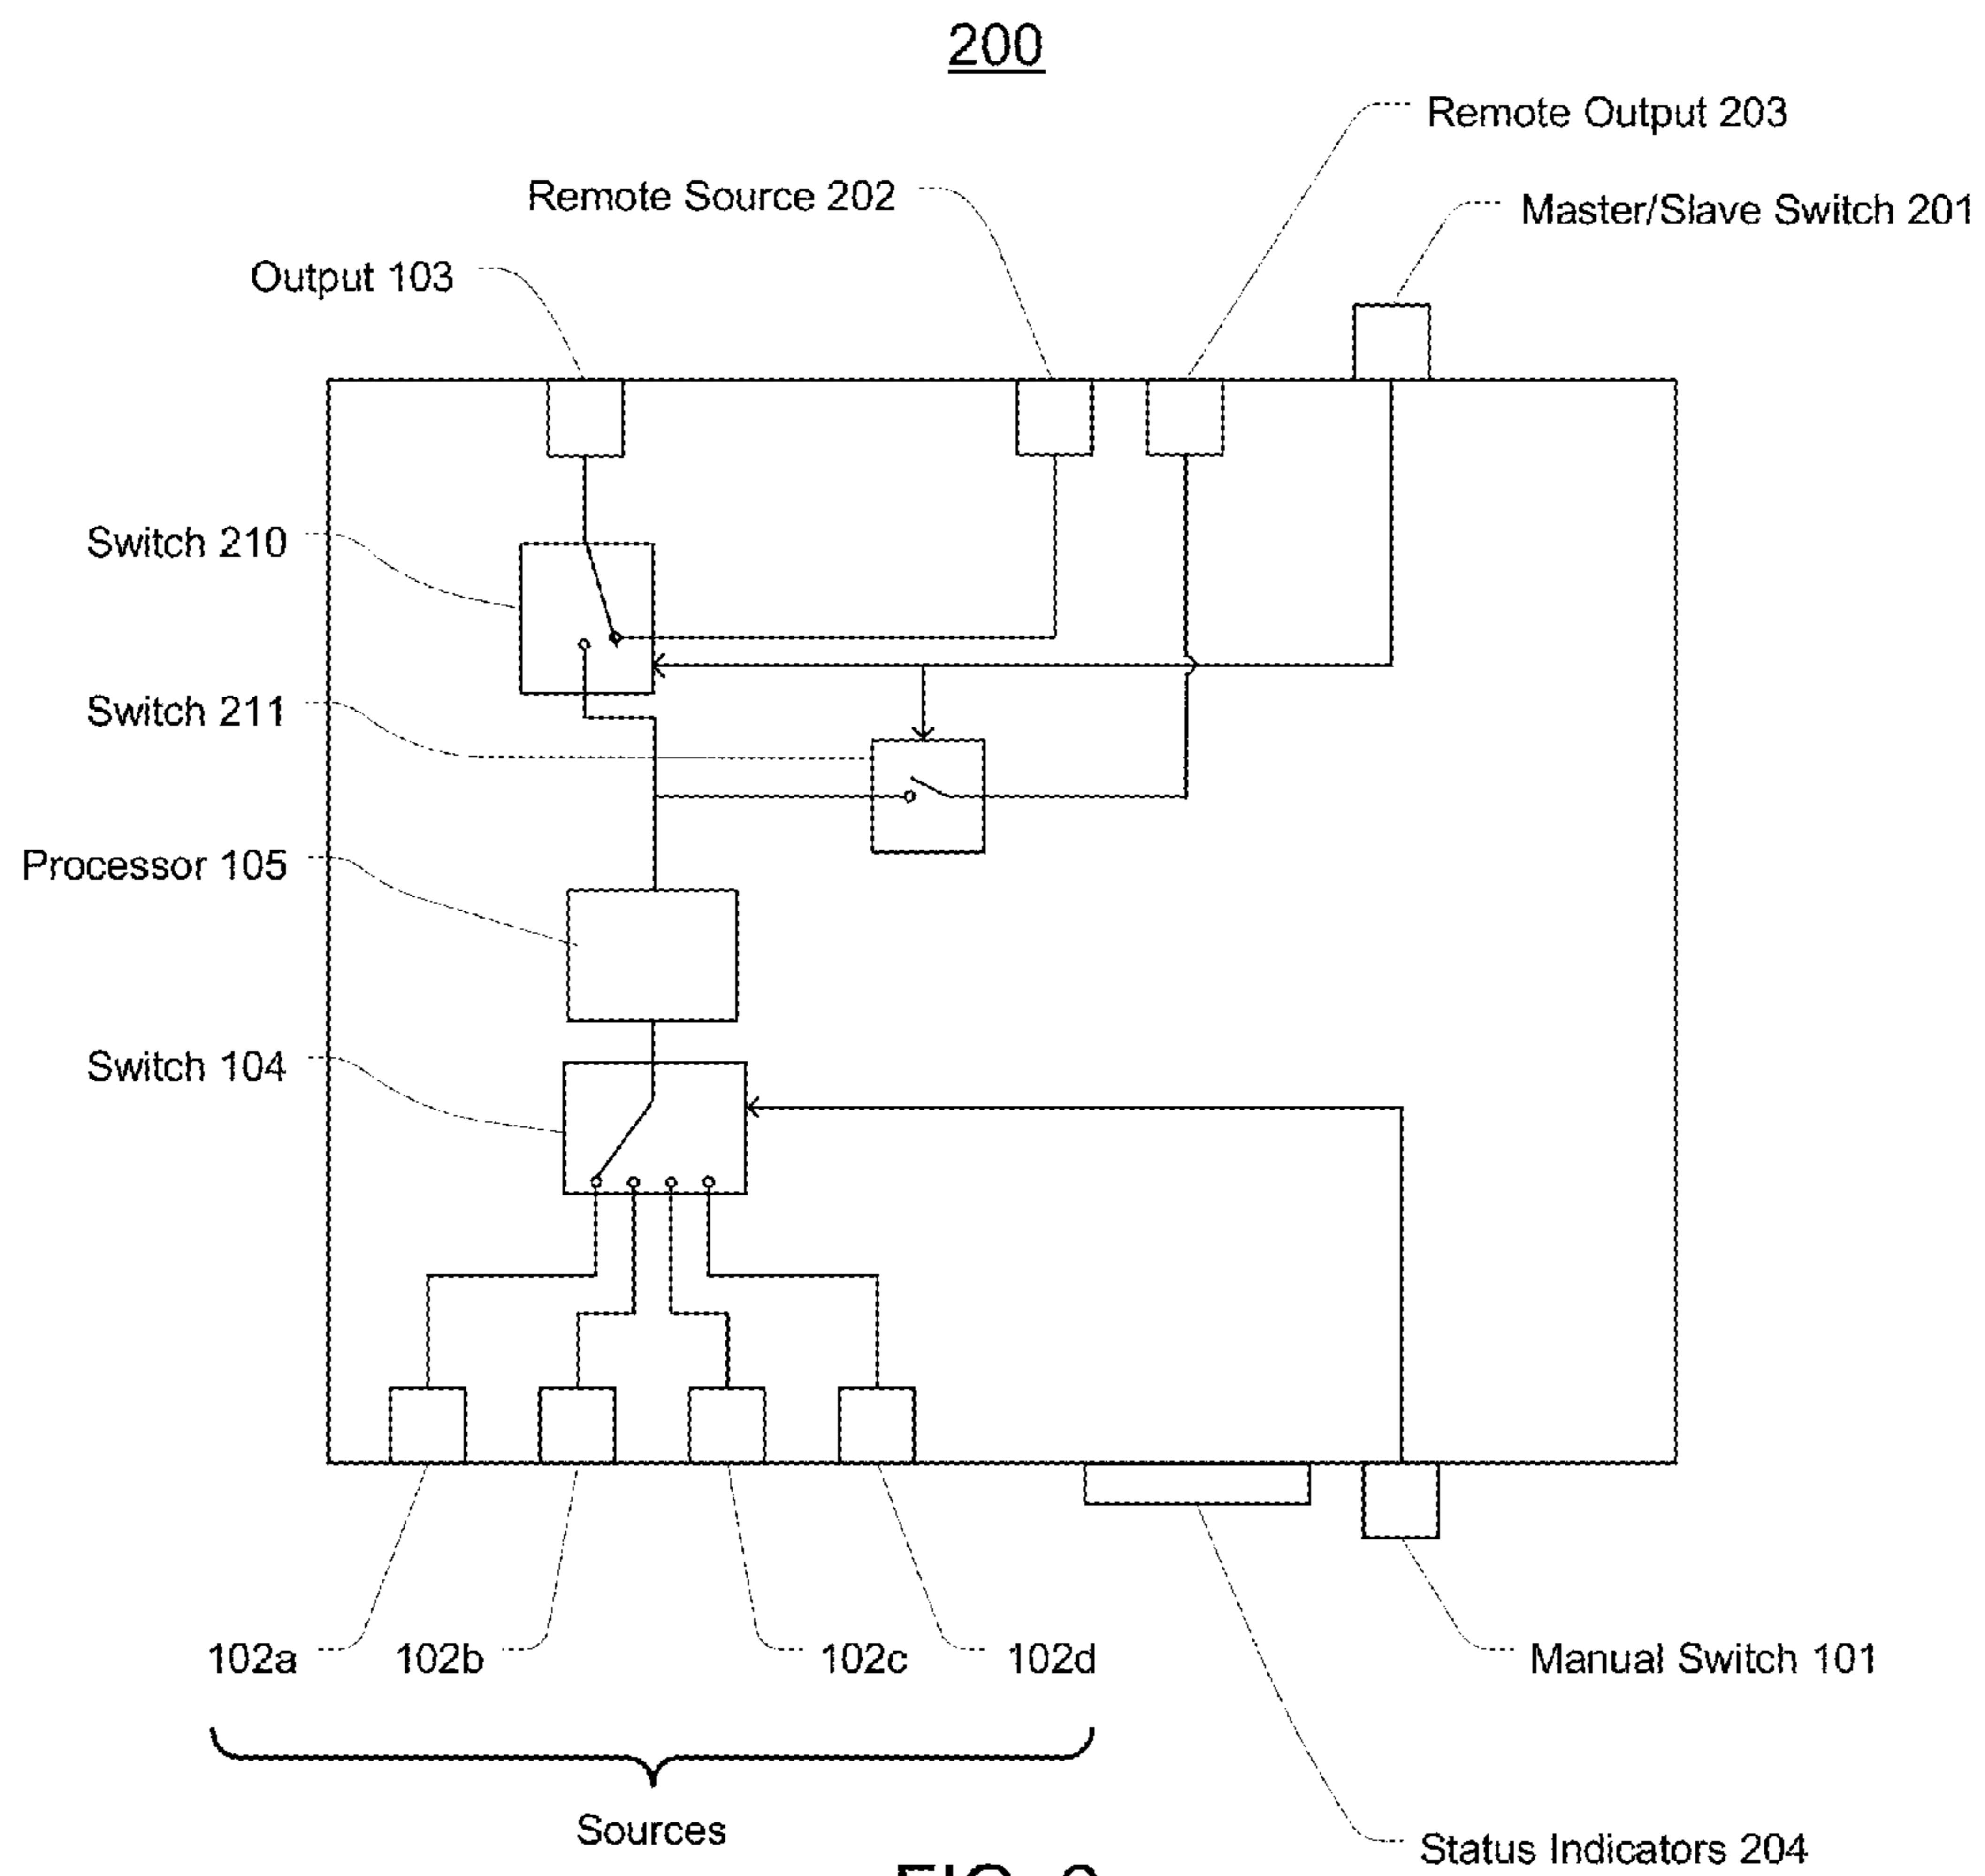 200
Remote Output 203
Remote Source 202
Master/Slave Switch 201
Output 103
Switch 210
Switch 211
Processor 105
Switch 104
102a
102b
102c
102d
Manual Switch 101
Sources
Status Indicators 204